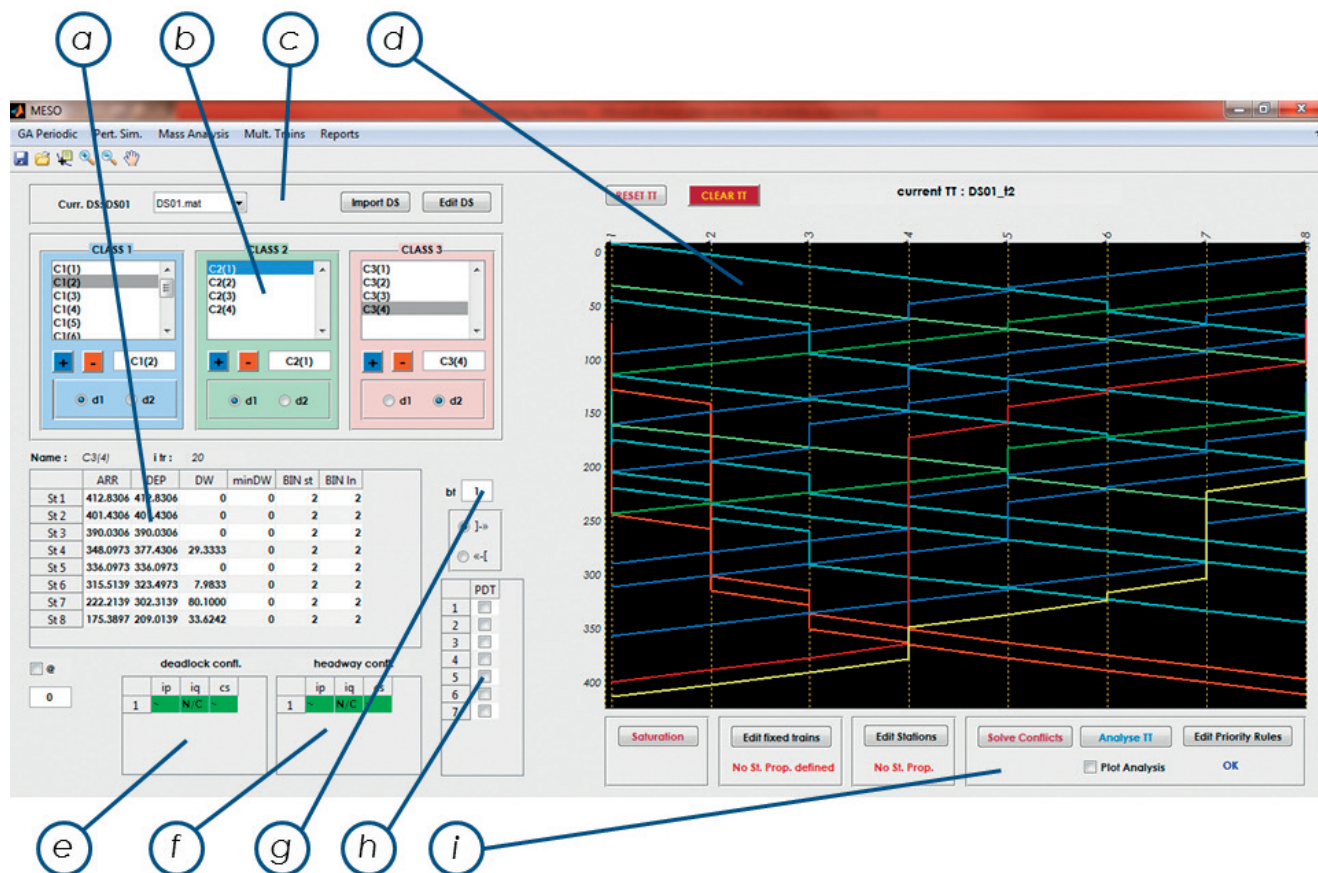 a b c d
MESO
GA Periodic Pert. Sim. Mass Analysis Mult. Trains Reports
Curr. DS: DS01 DS01.mat Import DS Edit DS
RESET TT CLEAR TT current TT : DS01_t2
CLASS 1 CLASS 2 CLASS 3
C1(1) C2(1) C3(1)
C1(2) C2(2) C3(2)
C1(3) C2(3) C3(3)
C1(4) C2(4) C3(4)
C1(5)
C1(6)
+ - C1(2) + - C2(1) + - C3(4)
d1 d2 d1 d2 d1 d2
Name : C3(4) i tr : 20
ARR DEP DW minDW BIN st BIN ln
St 1 412.8306 412.8306 0 0 2 2
St 2 401.4306 401.4306 0 0 2 2
St 3 390.0306 390.0306 0 0 2 2
St 4 348.0973 377.4306 29.3333 0 2 2
St 5 336.0973 336.0973 0 0 2 2
St 6 315.5139 323.4973 7.9833 0 2 2
St 7 222.2139 302.3139 80.1000 0 2 2
St 8 175.3897 209.0139 33.6242 0 2 2
bt 1
]-»
«-[
PDT
1
2
3
4
5
6
7
@
0
deadlock confl. headway confl.
ip iq cs ip iq cs
1 ~ N/C ~ 1 ~ N/C ~
1 2 3 4 5 6 7 8
0
50
100
150
200
250
300
350
400
Saturation Edit fixed trains Edit Stations Solve Conflicts Analyse TT Edit Priority Rules
No St. Prop. defined No St. Prop. Plot Analysis OK
e f g h i